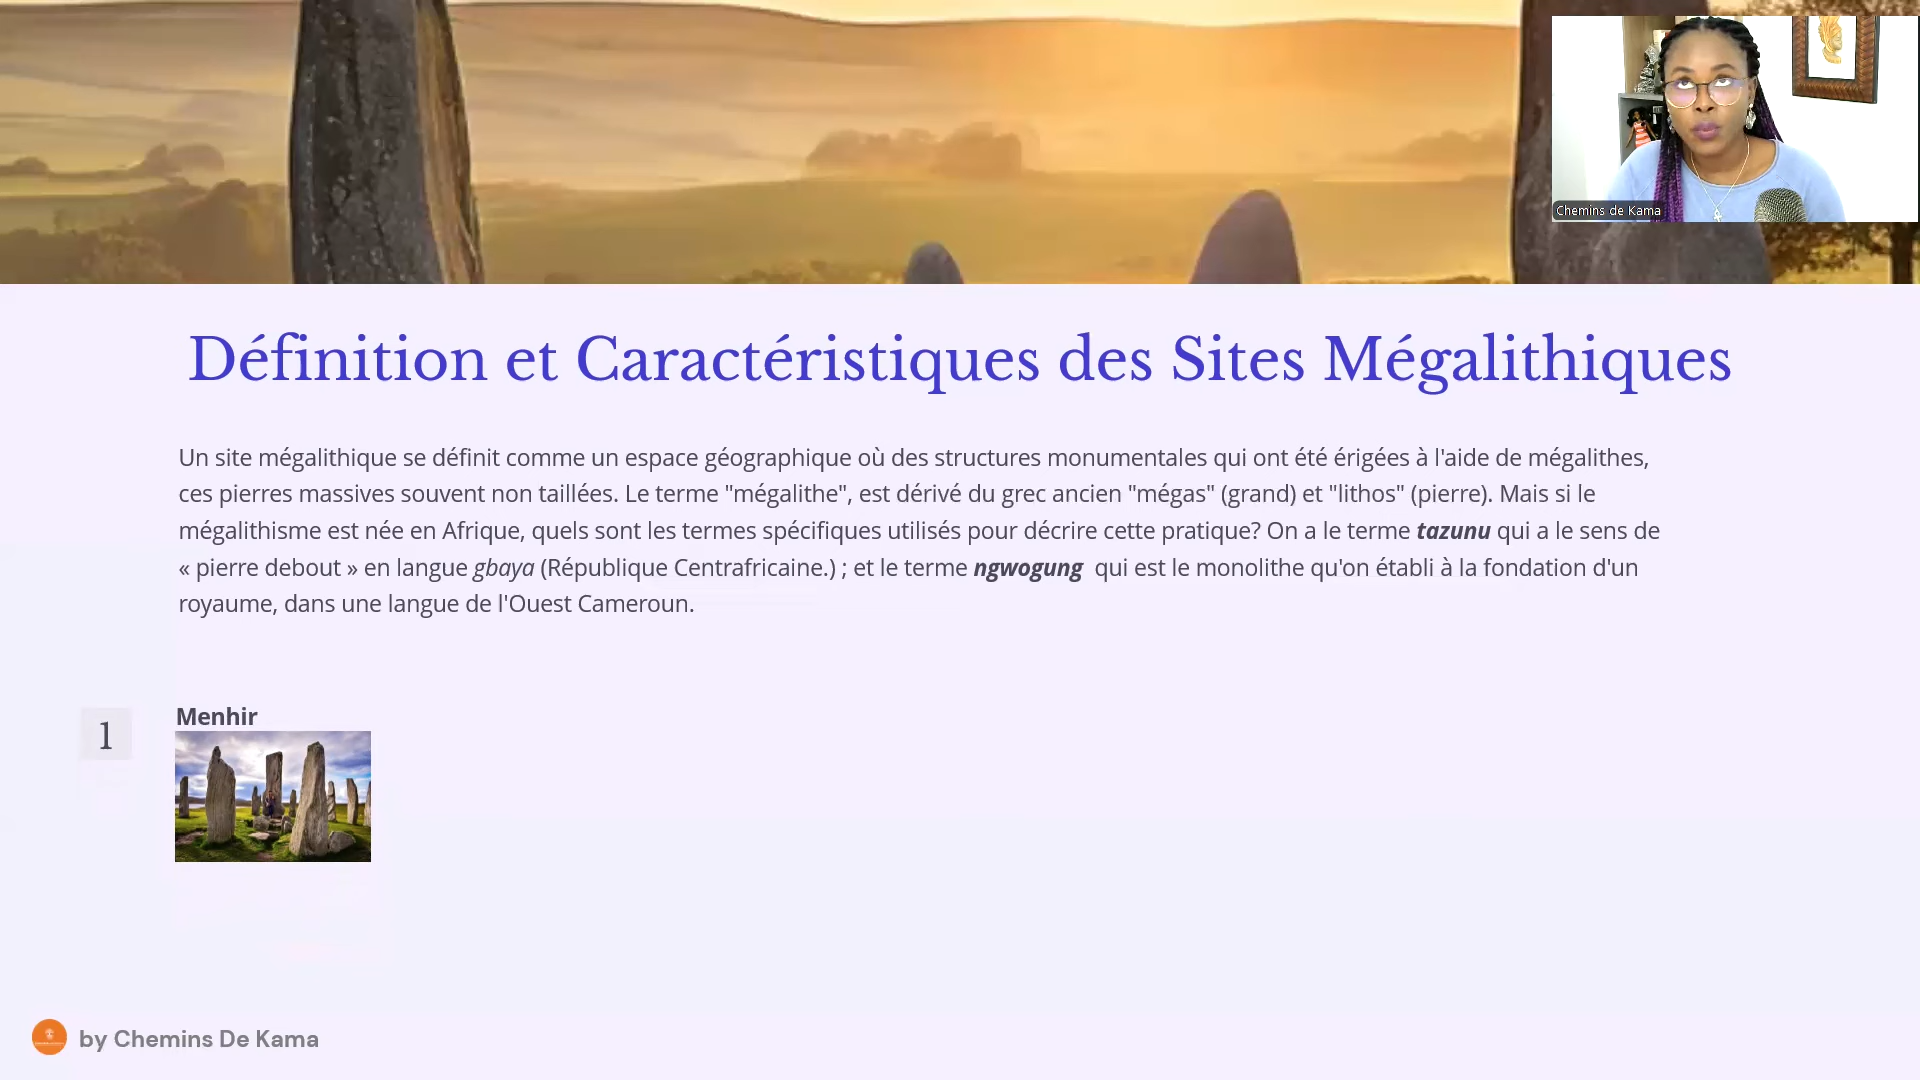 Chemins de Kama
Définition et Caractéristiques des Sites Mégalithiques
Un site mégalithique se définit comme un espace géographique où des structures monumentales qui ont été érigées à l'aide de mégalithes,
ces pierres massives souvent non taillées. Le terme "mégalithe", est dérivé du grec ancien "mégas" (grand) et "lithos" (pierre). Mais si le
mégalithisme est née en Afrique, quels sont les termes spécifiques utilisés pour décrire cette pratique? On a le terme tazunu qui a le sens de
« pierre debout » en langue gbaya (République Centrafricaine.) ; et le terme ngwogung qui est le monolithe qu'on établi à la fondation d'un
royaume, dans une langue de l'Ouest Cameroun.
1
Menhir
by Chemins De Kama